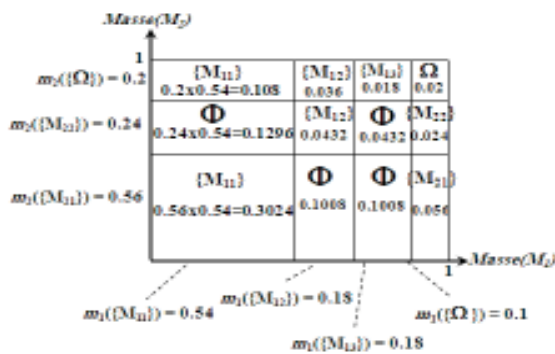 Masse(M₂)
1
m₂({Ω}) = 0.2
{M₁₁}
0.2x0.54=0.108
{M₁₂}
0.036
{M₁₃}
0.018
Ω
0.02
m₂({M₂₂}) = 0.24
Φ
0.24x0.54=0.1296
{M₁₂}
0.0432
Φ
0.0432
{M₂₂}
0.024
m₂({M₂₁}) = 0.56
{M₁₁}
0.56x0.54=0.3024
Φ
0.1008
Φ
0.1008
{M₂₁}
0.056
1
Masse(M₁)
m₁({M₁₁}) = 0.54
m₁({M₁₂}) = 0.18
m₁({M₁₃}) = 0.18
m₁({Ω}) = 0.1